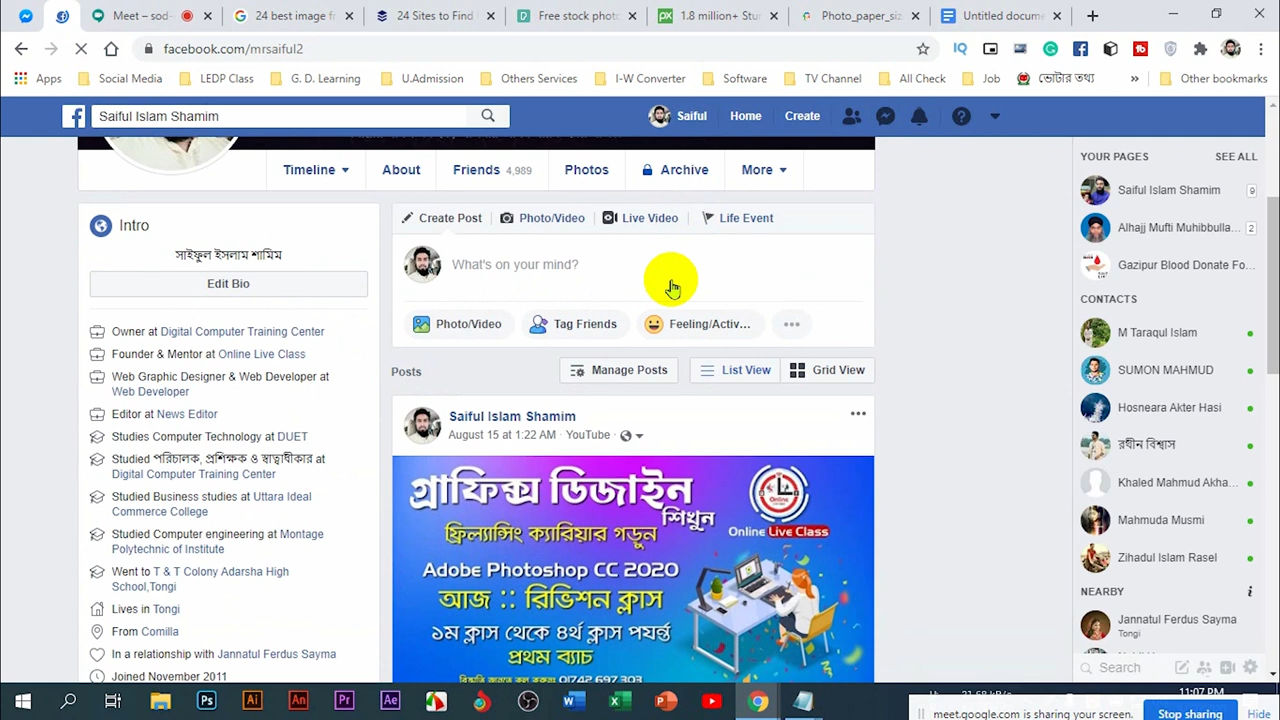 Meet – sod-
24 best image f
24 Sites to Find
Free stock phot
1.8 million+ Stu
Photo_paper_siz
Untitled docume
facebook.com/mrsaiful2
Apps
Social Media
LEDP Class
G. D. Learning
U.Admission
Others Services
I-W Converter
Software
TV Channel
All Check
Job
ভোটার তথ্য
»
Other bookmarks
Saiful Islam Shamim
Saiful
Home
Create
Timeline
About
Friends 4,989
Photos
Archive
More
Intro
সাইফুল ইসলাম শামিম
Edit Bio
Owner at Digital Computer Training Center
Founder & Mentor at Online Live Class
Web Graphic Designer & Web Developer at
Web Developer
Editor at News Editor
Studies Computer Technology at DUET
Studied পরিচালক, প্রশিক্ষক ও স্বাত্বাধীকার at
Digital Computer Training Center
Studied Business studies at Uttara Ideal
Commerce College
Studied Computer engineering at Montage
Polytechnic of Institute
Went to T & T Colony Adarsha High
School,Tongi
Lives in Tongi
From Comilla
In a relationship with Jannatul Ferdus Sayma
Joined November 2011
Create Post
Photo/Video
Live Video
Life Event
What's on your mind?
Photo/Video
Tag Friends
Feeling/Activ...
Posts
Manage Posts
List View
Grid View
Saiful Islam Shamim
August 15 at 1:22 AM · YouTube ·
গ্রাফিক্স ডিজাইন
শিখুন
ফ্রিল্যান্সিং ক্যারিয়ার গড়ুন
Online Live Class
Adobe Photoshop CC 2020
আজ :: রিভিশন ক্লাস
১ম ক্লাস থেকে ৪র্থ ক্লাস পর্যন্ত
প্রথম ব্যাচ
YOUR PAGES
SEE ALL
Saiful Islam Shamim
9
Alhajj Mufti Muhibbulla...
2
Gazipur Blood Donate Fo...
CONTACTS
M Taraqul Islam
SUMON MAHMUD
Hosneara Akter Hasi
রথীন বিশ্বাস
Khaled Mahmud Akha...
Mahmuda Musmi
Zihadul Islam Rasel
NEARBY
Jannatul Ferdus Sayma
Tongi
Search
11:07 PM
meet.google.com is sharing your screen.
Stop sharing
Hide